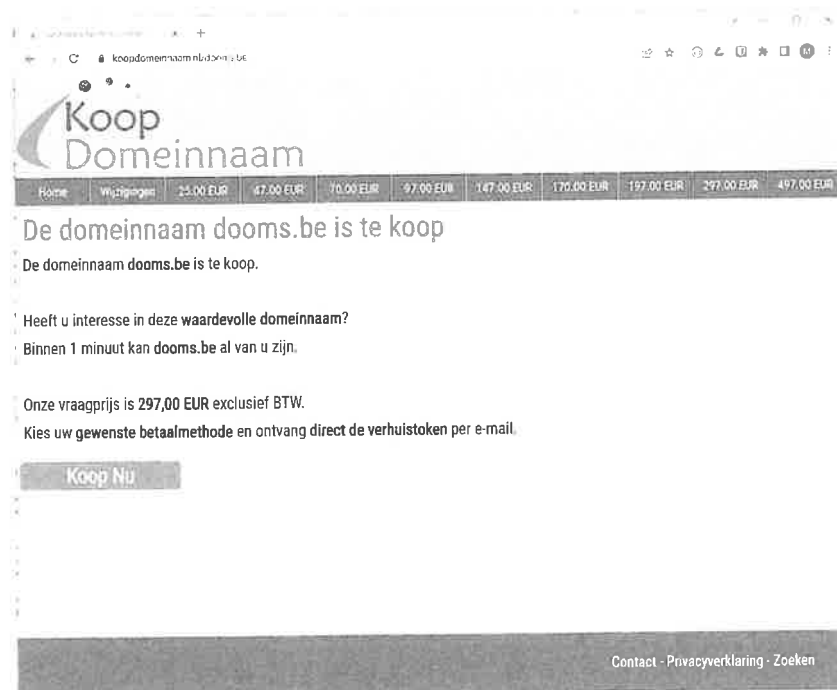 koopdomeinnaam.nl/dooms.be
Koop
Domeinnaam
Home Wijzigingen 25.00 EUR 47.00 EUR 70.00 EUR 97.00 EUR 147.00 EUR 170.00 EUR 197.00 EUR 297.00 EUR 497.00 EUR
De domeinnaam dooms.be is te koop
De domeinnaam dooms.be is te koop.
Heeft u interesse in deze waardevolle domeinnaam?
Binnen 1 minuut kan dooms.be al van u zijn.
Onze vraagprijs is 297,00 EUR exclusief BTW.
Kies uw gewenste betaalmethode en ontvang direct de verhuistoken per e-mail.
Koop Nu
Contact - Privacyverklaring - Zoeken